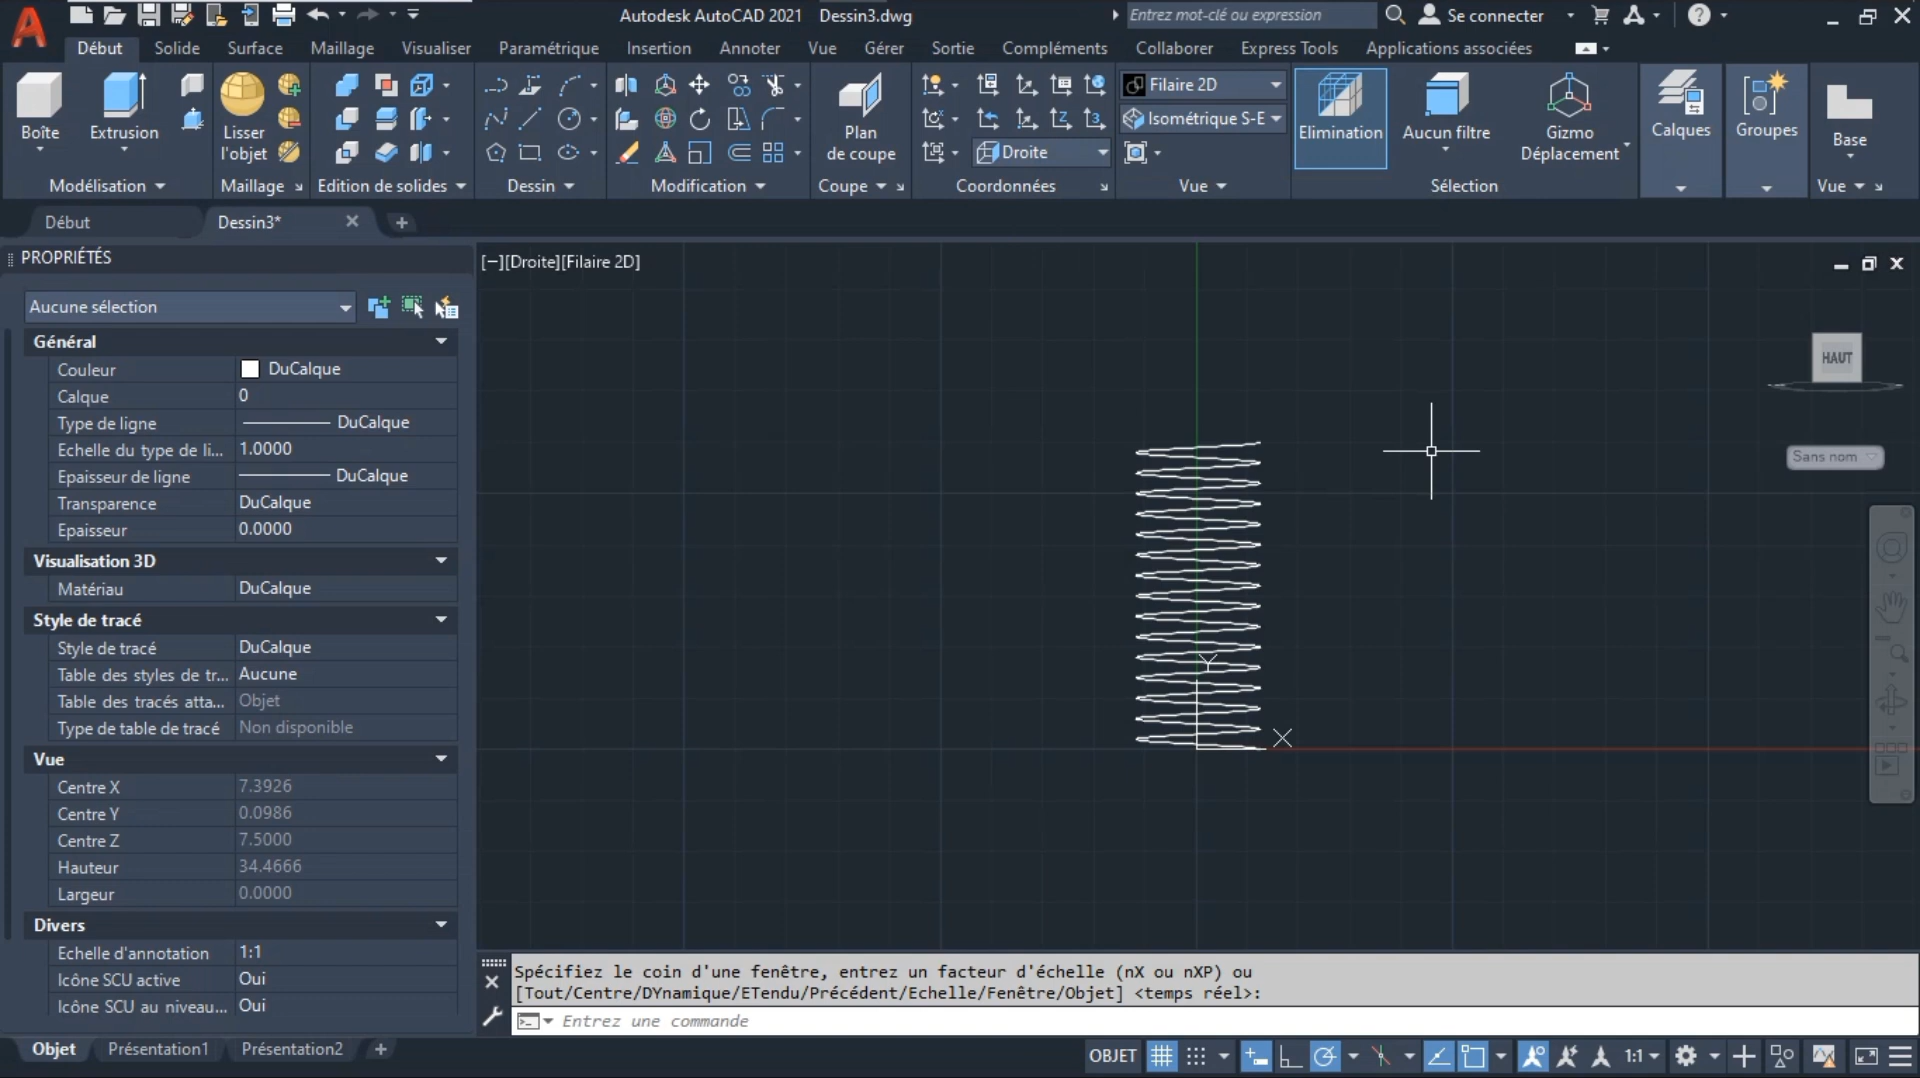 Autodesk AutoCAD 2021 Dessin3.dwg
Entrez mot-clé ou expression
Se connecter
Début Solide Surface Maillage Visualiser Paramétrique Insertion Annoter Vue Gérer Sortie Compléments Collaborer Express Tools Applications associées
Boîte
Extrusion
Lisser
l'objet
Plan
de coupe
Droite
Filaire 2D
Isométrique S-E
Elimination
Aucun filtre
Gizmo
Déplacement
Calques
Groupes
Base
Modélisation Maillage Edition de solides Dessin Modification Coupe Coordonnées Vue Sélection Vue
Début Dessin3*
PROPRIÉTÉS
Aucune sélection
Général
Couleur DuCalque
Calque 0
Type de ligne DuCalque
Echelle du type de li... 1.0000
Epaisseur de ligne DuCalque
Transparence DuCalque
Epaisseur 0.0000
Visualisation 3D
Matériau DuCalque
Style de tracé
Style de tracé DuCalque
Table des styles de tr... Aucune
Table des tracés atta... Objet
Type de table de tracé Non disponible
Vue
Centre X 7.3926
Centre Y 0.0986
Centre Z 7.5000
Hauteur 34.4666
Largeur 0.0000
Divers
Echelle d'annotation 1:1
Icône SCU active Oui
Icône SCU au niveau... Oui
[−][Droite][Filaire 2D]
HAUT
Sans nom
Y
X
Spécifiez le coin d'une fenêtre, entrez un facteur d'échelle (nX ou nXP) ou
[Tout/Centre/DYnamique/ETendu/Précédent/Echelle/Fenêtre/Objet] <temps réel>:
Entrez une commande
Objet Présentation1 Présentation2 +
OBJET 1:1